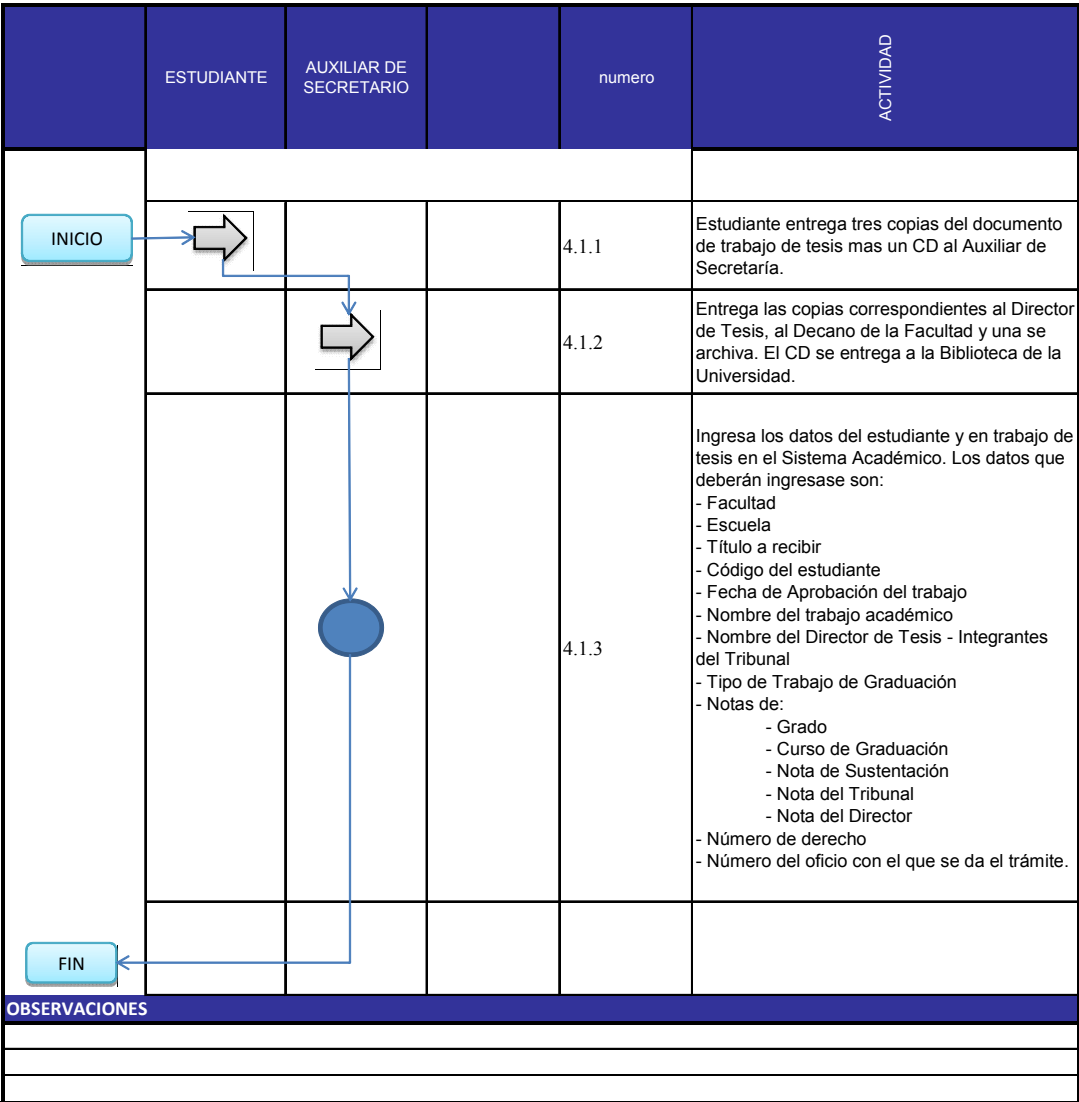 ESTUDIANTE
AUXILIAR DE
SECRETARIO
numero
ACTIVIDAD
INICIO
4.1.1
Estudiante entrega tres copias del documento
de trabajo de tesis mas un CD al Auxiliar de
Secretaría.
4.1.2
Entrega las copias correspondientes al Director
de Tesis, al Decano de la Facultad y una se
archiva. El CD se entrega a la Biblioteca de la
Universidad.
4.1.3
Ingresa los datos del estudiante y en trabajo de
tesis en el Sistema Académico. Los datos que
deberán ingresase son:
- Facultad
- Escuela
- Título a recibir
- Código del estudiante
- Fecha de Aprobación del trabajo
- Nombre del trabajo académico
- Nombre del Director de Tesis - Integrantes
del Tribunal
- Tipo de Trabajo de Graduación
- Notas de:
- Grado
- Curso de Graduación
- Nota de Sustentación
- Nota del Tribunal
- Nota del Director
- Número de derecho
- Número del oficio con el que se da el trámite.
FIN
OBSERVACIONES